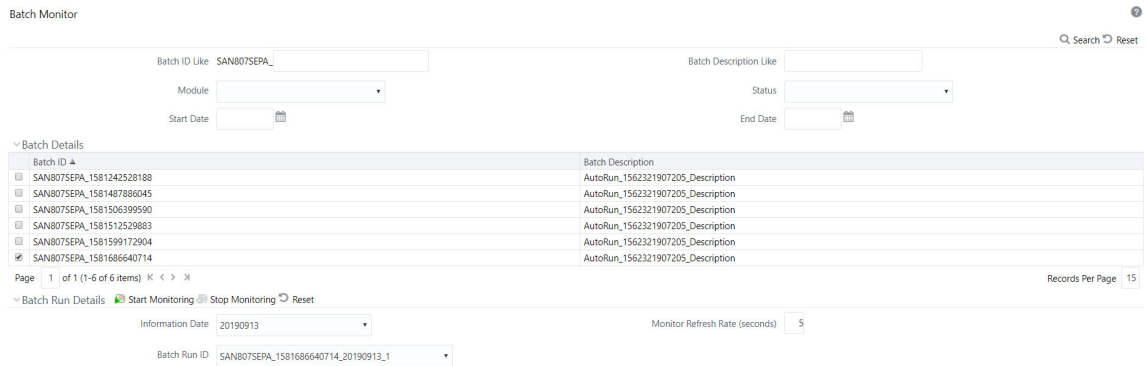 Batch Monitor
Search Reset
Batch ID Like SAN807SEPA_ Batch Description Like
Module Status
Start Date End Date
Batch Details
Batch ID Batch Description
SAN807SEPA_1581242528188 AutoRun_1562321907205_Description
SAN807SEPA_1581487886045 AutoRun_1562321907205_Description
SAN807SEPA_1581506399590 AutoRun_1562321907205_Description
SAN807SEPA_1581512529883 AutoRun_1562321907205_Description
SAN807SEPA_1581599172904 AutoRun_1562321907205_Description
SAN807SEPA_1581686640714 AutoRun_1562321907205_Description
Page 1 of 1 (1-6 of 6 items) Records Per Page 15
Batch Run Details Start Monitoring Stop Monitoring Reset
Information Date 20190913 Monitor Refresh Rate (seconds) 5
Batch Run ID SAN807SEPA_1581686640714_20190913_1